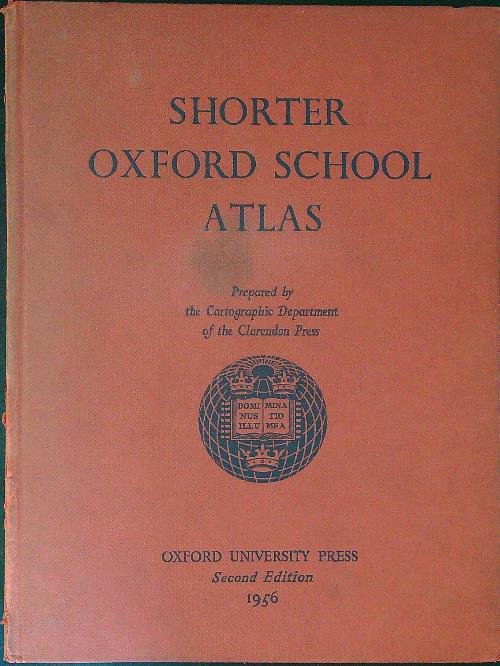 SHORTER
OXFORD SCHOOL
ATLAS
Prepared by
the Cartographic Department
of the Clarendon Press
DOMI MINA
NUS TIO
ILLU MEA
OXFORD UNIVERSITY PRESS
Second Edition
1956